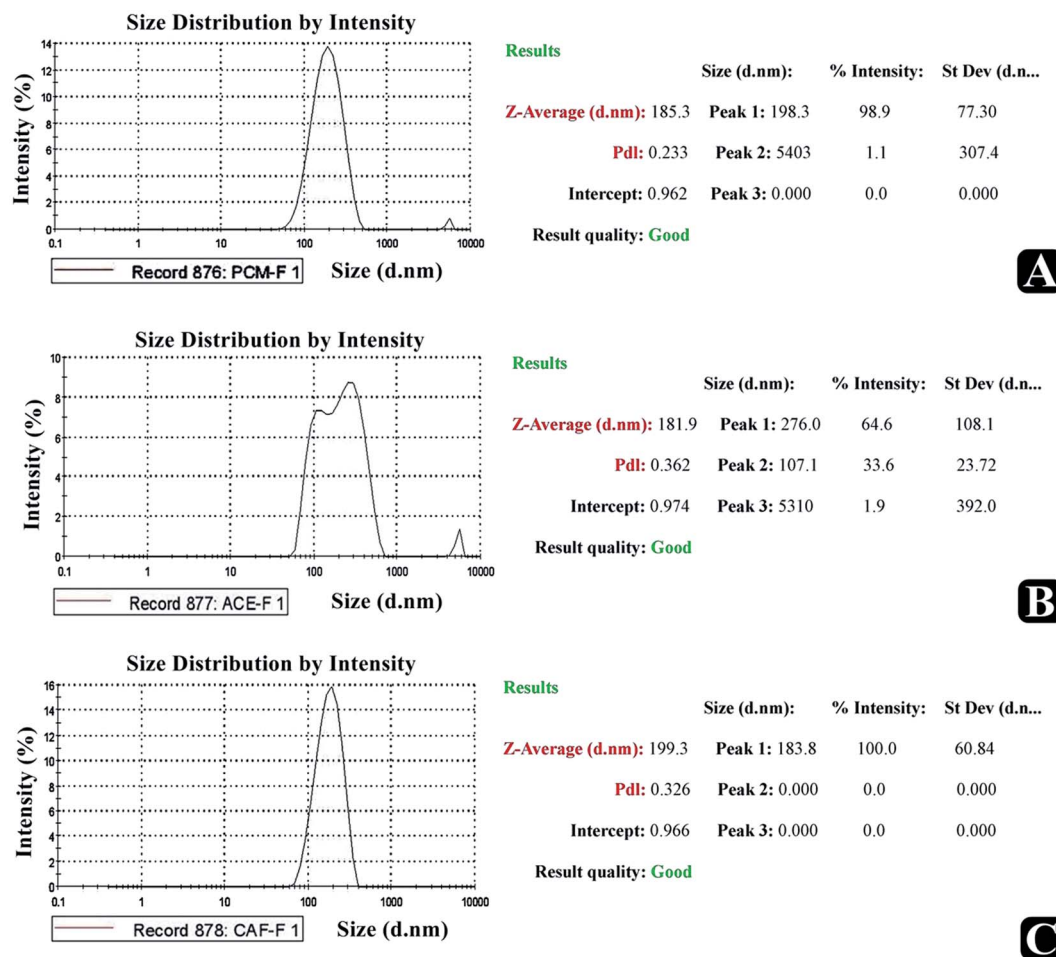 Size Distribution by Intensity
Intensity (%)
14
12
10
8
6
4
2
0
0.1 1 10 100 1000 10000
Record 876: PCM-F 1
Size (d.nm)
Results
Size (d.nm): % Intensity: St Dev (d.n...
Z-Average (d.nm): 185.3 Peak 1: 198.3 98.9 77.30
PdI: 0.233 Peak 2: 5403 1.1 307.4
Intercept: 0.962 Peak 3: 0.000 0.0 0.000
Result quality: Good
A
Size Distribution by Intensity
Intensity (%)
10
8
6
4
2
0
0.1 1 10 100 1000 10000
Record 877: ACE-F 1
Size (d.nm)
Results
Size (d.nm): % Intensity: St Dev (d.n...
Z-Average (d.nm): 181.9 Peak 1: 276.0 64.6 108.1
PdI: 0.362 Peak 2: 107.1 33.6 23.72
Intercept: 0.974 Peak 3: 5310 1.9 392.0
Result quality: Good
B
Size Distribution by Intensity
Intensity (%)
16
14
12
10
8
6
4
2
0
0.1 1 10 100 1000 10000
Record 878: CAF-F 1
Size (d.nm)
Results
Size (d.nm): % Intensity: St Dev (d.n...
Z-Average (d.nm): 199.3 Peak 1: 183.8 100.0 60.84
PdI: 0.326 Peak 2: 0.000 0.0 0.000
Intercept: 0.966 Peak 3: 0.000 0.0 0.000
Result quality: Good
C